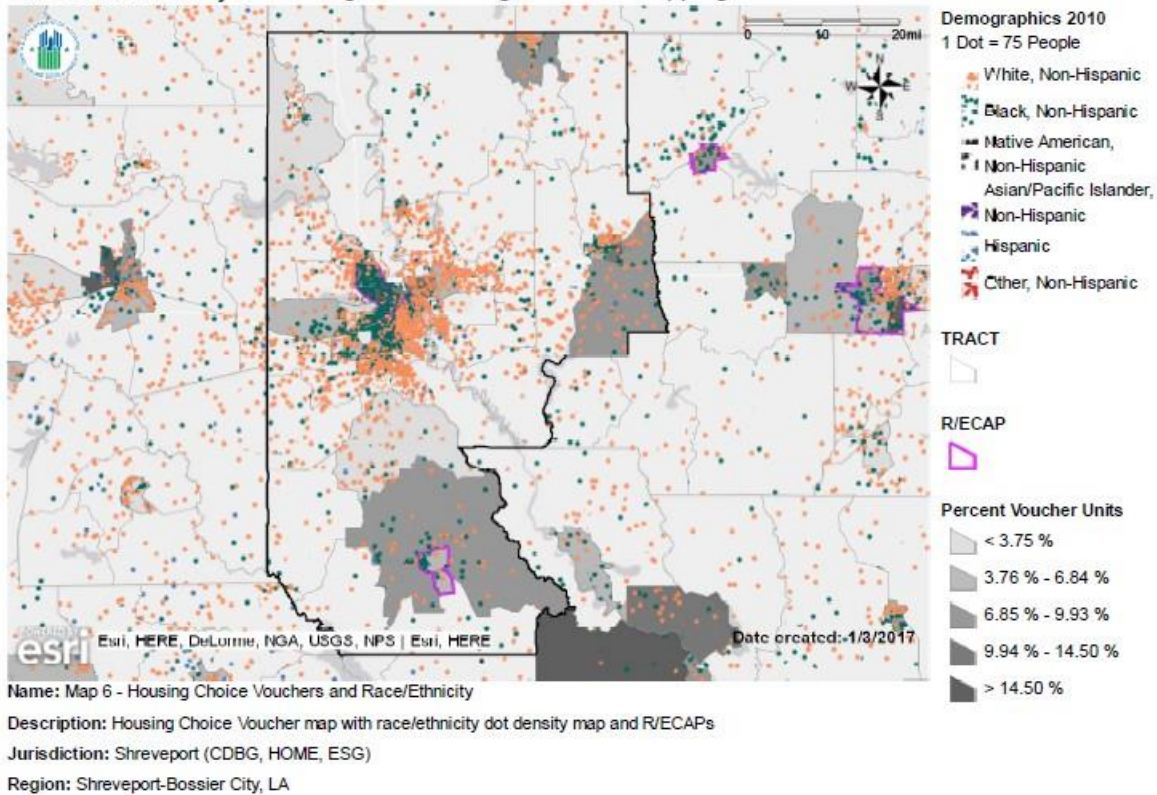 Demographics 2010
1 Dot = 75 People
0 10 20mi
N
W E
S
White, Non-Hispanic
Black, Non-Hispanic
Native American,
Non-Hispanic
Asian/Pacific Islander,
Non-Hispanic
Hispanic
Other, Non-Hispanic
TRACT
R/ECAP
Percent Voucher Units
< 3.75 %
3.76 % - 6.84 %
6.85 % - 9.93 %
9.94 % - 14.50 %
> 14.50 %
esri
Esri, HERE, DeLorme, NGA, USGS, NPS | Esri, HERE
Date created: 1/3/2017
Name: Map 6 - Housing Choice Vouchers and Race/Ethnicity
Description: Housing Choice Voucher map with race/ethnicity dot density map and R/ECAPs
Jurisdiction: Shreveport (CDBG, HOME, ESG)
Region: Shreveport-Bossier City, LA